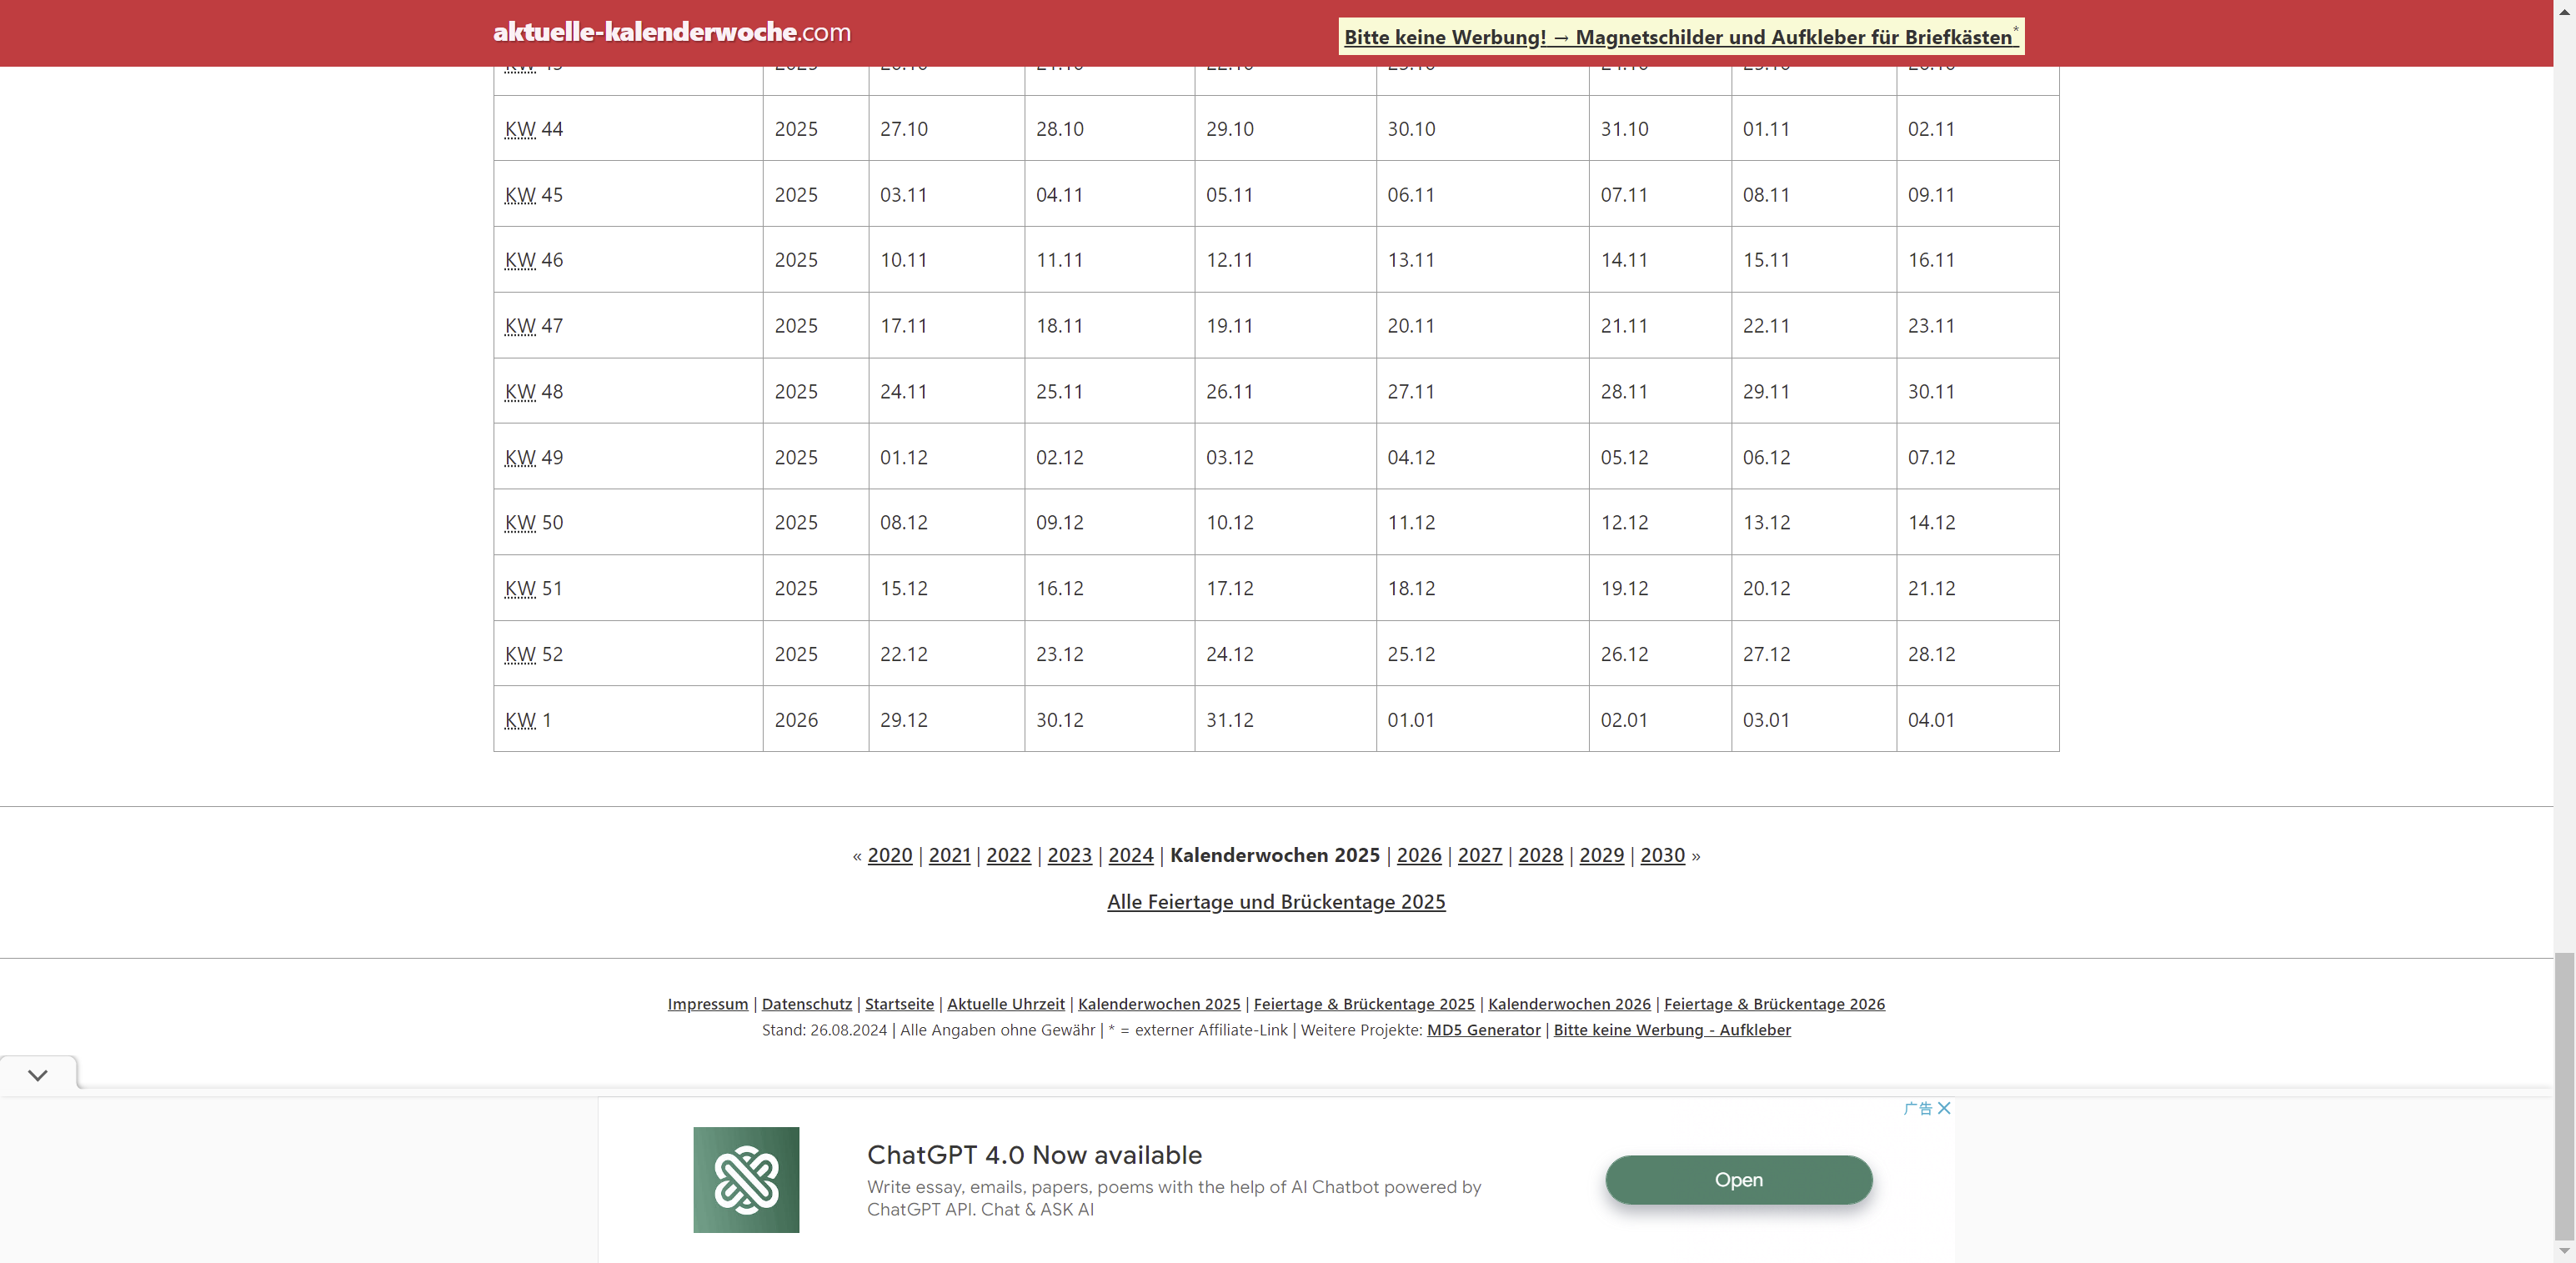 aktuelle-kalenderwoche.com
Bitte keine Werbung! → Magnetschilder und Aufkleber für Briefkästen*
KW 44 2025 27.10 28.10 29.10 30.10 31.10 01.11 02.11
KW 45 2025 03.11 04.11 05.11 06.11 07.11 08.11 09.11
KW 46 2025 10.11 11.11 12.11 13.11 14.11 15.11 16.11
KW 47 2025 17.11 18.11 19.11 20.11 21.11 22.11 23.11
KW 48 2025 24.11 25.11 26.11 27.11 28.11 29.11 30.11
KW 49 2025 01.12 02.12 03.12 04.12 05.12 06.12 07.12
KW 50 2025 08.12 09.12 10.12 11.12 12.12 13.12 14.12
KW 51 2025 15.12 16.12 17.12 18.12 19.12 20.12 21.12
KW 52 2025 22.12 23.12 24.12 25.12 26.12 27.12 28.12
KW 1 2026 29.12 30.12 31.12 01.01 02.01 03.01 04.01
« 2020 | 2021 | 2022 | 2023 | 2024 | Kalenderwochen 2025 | 2026 | 2027 | 2028 | 2029 | 2030 »
Alle Feiertage und Brückentage 2025
Impressum | Datenschutz | Startseite | Aktuelle Uhrzeit | Kalenderwochen 2025 | Feiertage & Brückentage 2025 | Kalenderwochen 2026 | Feiertage & Brückentage 2026
Stand: 26.08.2024 | Alle Angaben ohne Gewähr | * = externer Affiliate-Link | Weitere Projekte: MD5 Generator | Bitte keine Werbung - Aufkleber
广告
ChatGPT 4.0 Now available
Write essay, emails, papers, poems with the help of AI Chatbot powered by
ChatGPT API. Chat & ASK AI
Open